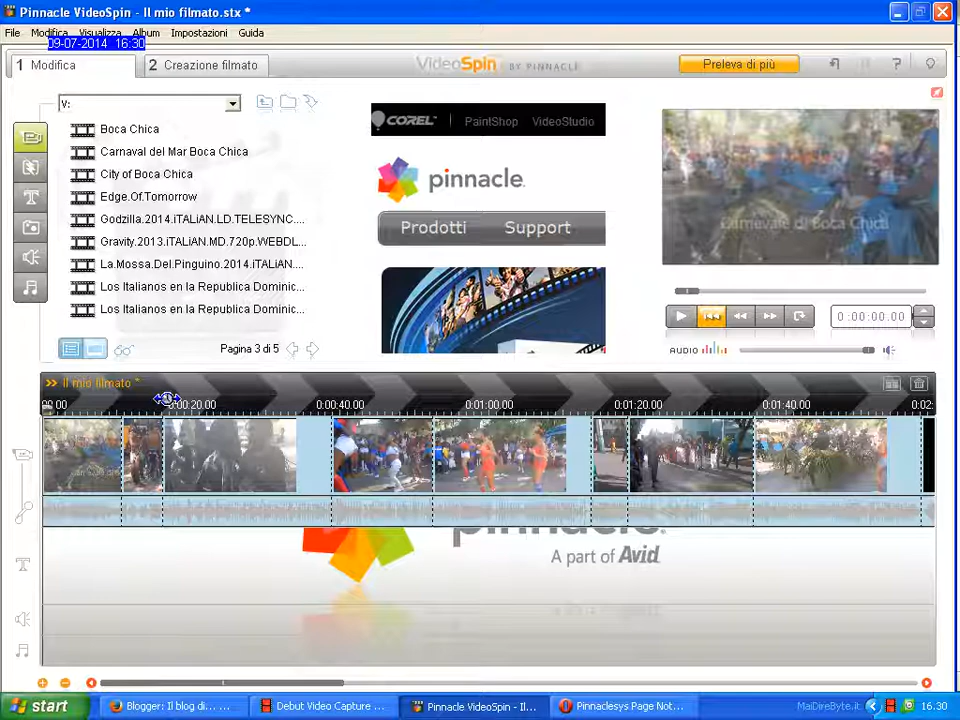 Pinnacle VideoSpin - Il mio filmato.stx *
File Modifica Visualizza Album Impostazioni Guida
09-07-2014 16:30
1 Modifica
2 Creazione filmato
VideoSpin BY PINNACLE
Preleva di più
?
V:
Boca Chica
Carnaval del Mar Boca Chica
City of Boca Chica
Edge.Of.Tomorrow
Godzilla.2014.iTALiAN.LD.TELESYNC....
Gravity.2013.iTALiAN.MD.720p.WEBDL...
La.Mossa.Del.Pinguino.2014.iTALiAN....
Los Italianos en la Republica Dominic...
Los Italianos en la Republica Dominic...
Pagina 3 di 5
COREL PaintShop VideoStudio
pinnacle.
Prodotti Support
Carnevale di Boca Chica
0:00:00.00
AUDIO
Il mio filmato *
00.00 0:00:20.00 0:00:40.00 0:01:00.00 0:01:20.00 0:01:40.00 0:02:
pinnacle.
A part of Avid
start
Blogger: Il blog di... ...
Debut Video Capture ...
Pinnacle VideoSpin - Il...
Pinnaclesys Page Not...
MaiDireByte.it
16.30